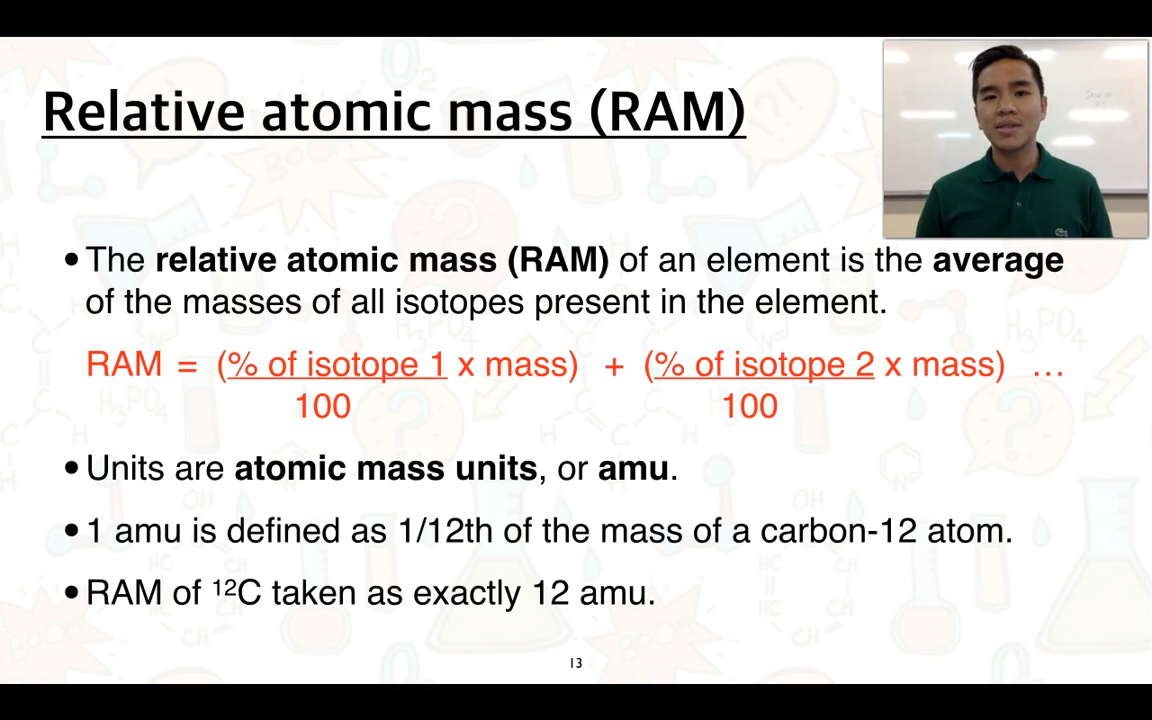 Relative atomic mass (RAM)
• The relative atomic mass (RAM) of an element is the average
of the masses of all isotopes present in the element.
RAM = (% of isotope 1 x mass) + (% of isotope 2 x mass) …
100 100
• Units are atomic mass units, or amu.
• 1 amu is defined as 1/12th of the mass of a carbon-12 atom.
• RAM of ¹²C taken as exactly 12 amu.
13